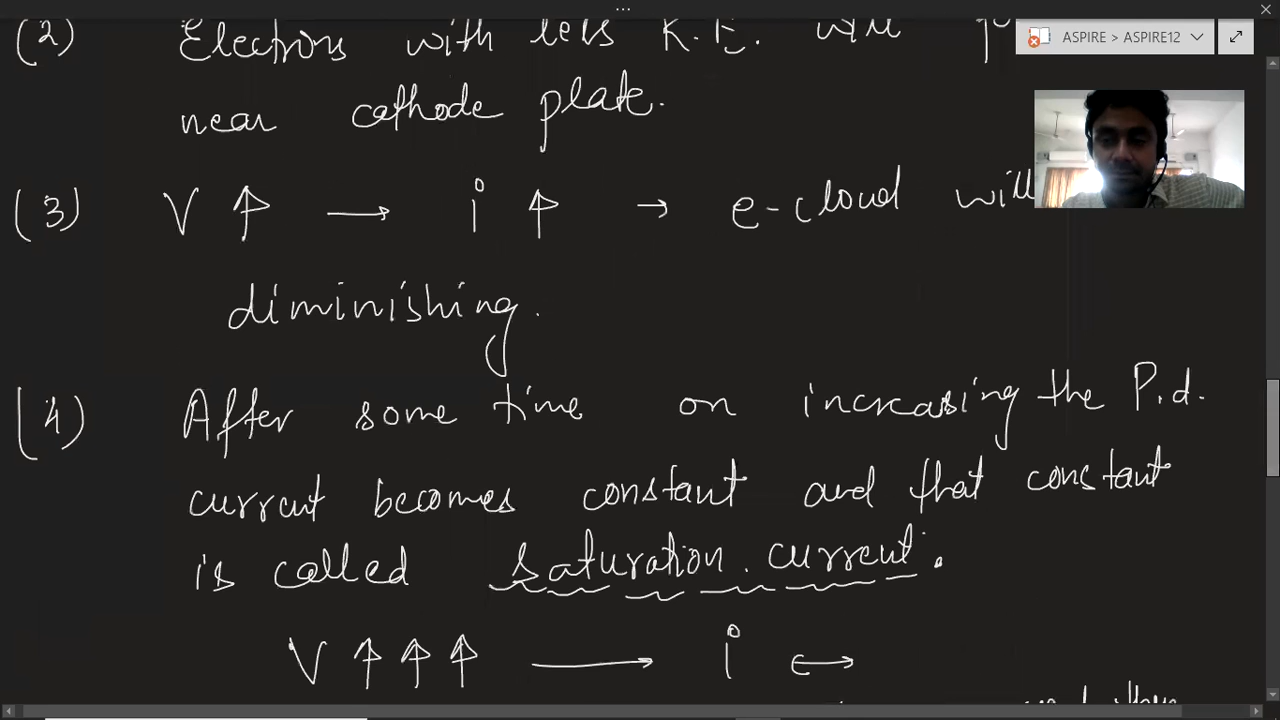 (2) Electrons with less K.E. will
ASPIRE > ASPIRE12
near cathode plate.
(3) V ↑ → i ↑ → e-cloud will
diminishing.
(4) After some time on increasing the P.d.
current becomes constant and that constant
is called saturation current.
V ↑ ↑ ↑ → i ↔